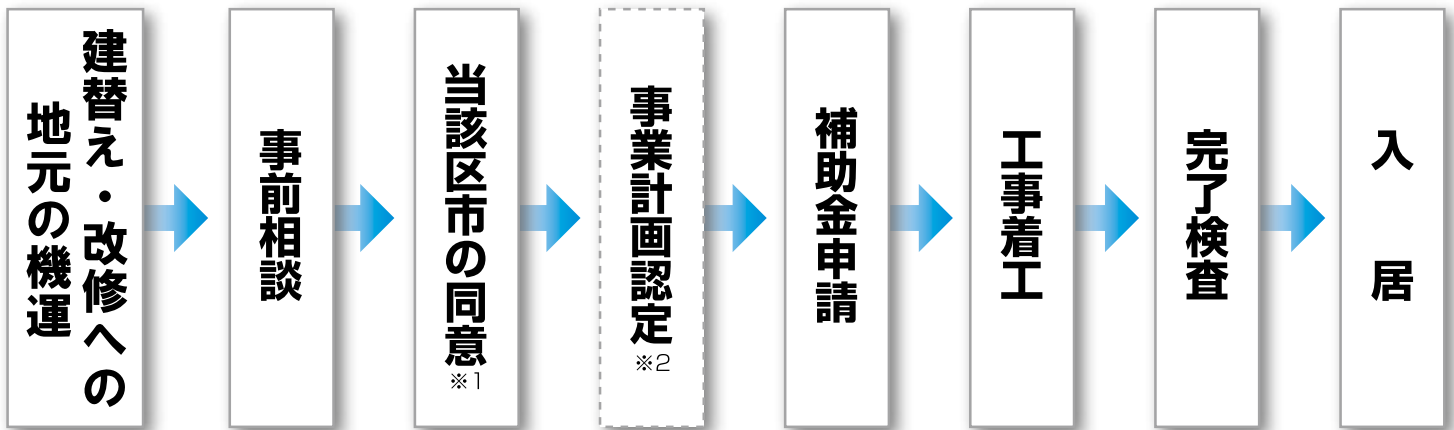 建替え・改修への
地元の機運
事前相談
当該区市の同意※1
事業計画認定※2
補助金申請
工事着工
完了検査
入居